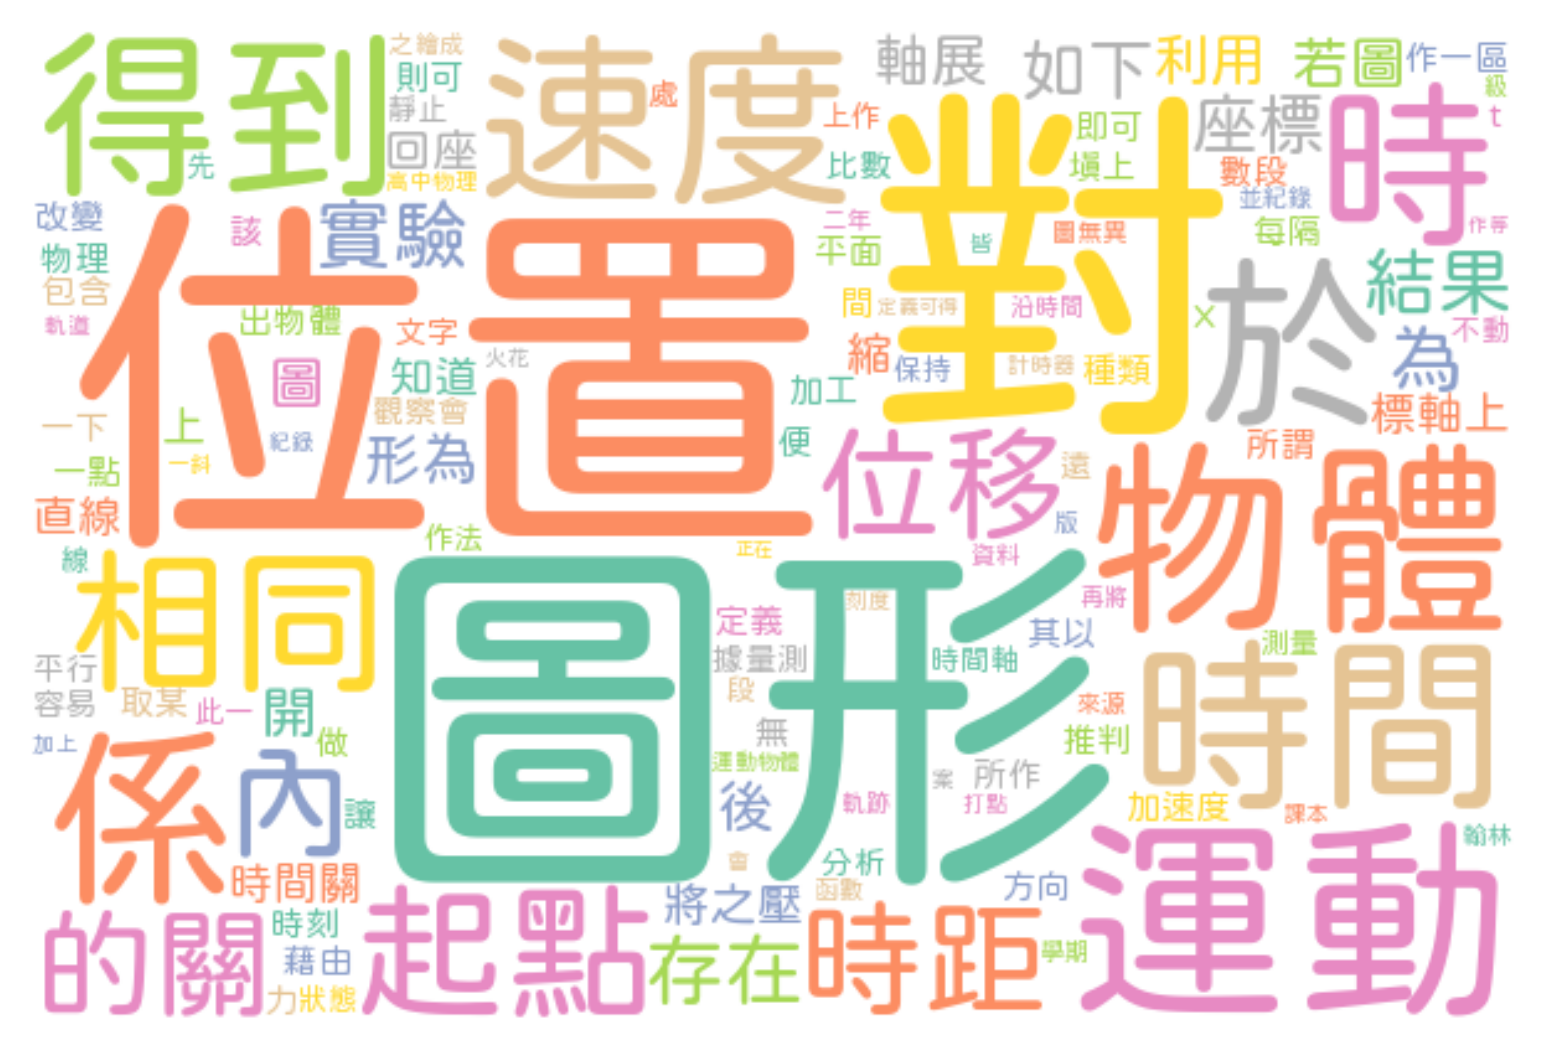 得到
之繪成
則可
靜止
回座
先
高中物理
速度
處
上作
比數
軸展
如下
利用
若圖
作一區
級
t
即可
塡上
座標
時
數段
並紀錄
每隔
作等
改變
該
實驗
物理
包含
軌道
出物體
位置
文字
火花
圖
知道
觀察會
二年
平面
間
定義可得
沿時間
皆
圖無異
對
x
於
結果
不動
為
縮
保持
計時器
種類
加工
便
標軸上
一下
上
紀錄
一點
一斜
形為
所謂
位移
遠
版
物體
直線
線
作法
正在
資料
再將
相同
圖形
刻度
定義
據量測
段
時間軸
其以
測量
平行
容易
取某
此一
開
無
來源
推判
時間
加上
做
係
內
讓
運動物體
後
案
所作
軌跡
打點
加速度
課本
翰林
時間關
會
分析
函數
方向
運動
的關
時刻
藉由
力狀態
起點
將之壓
存在
時距
學期